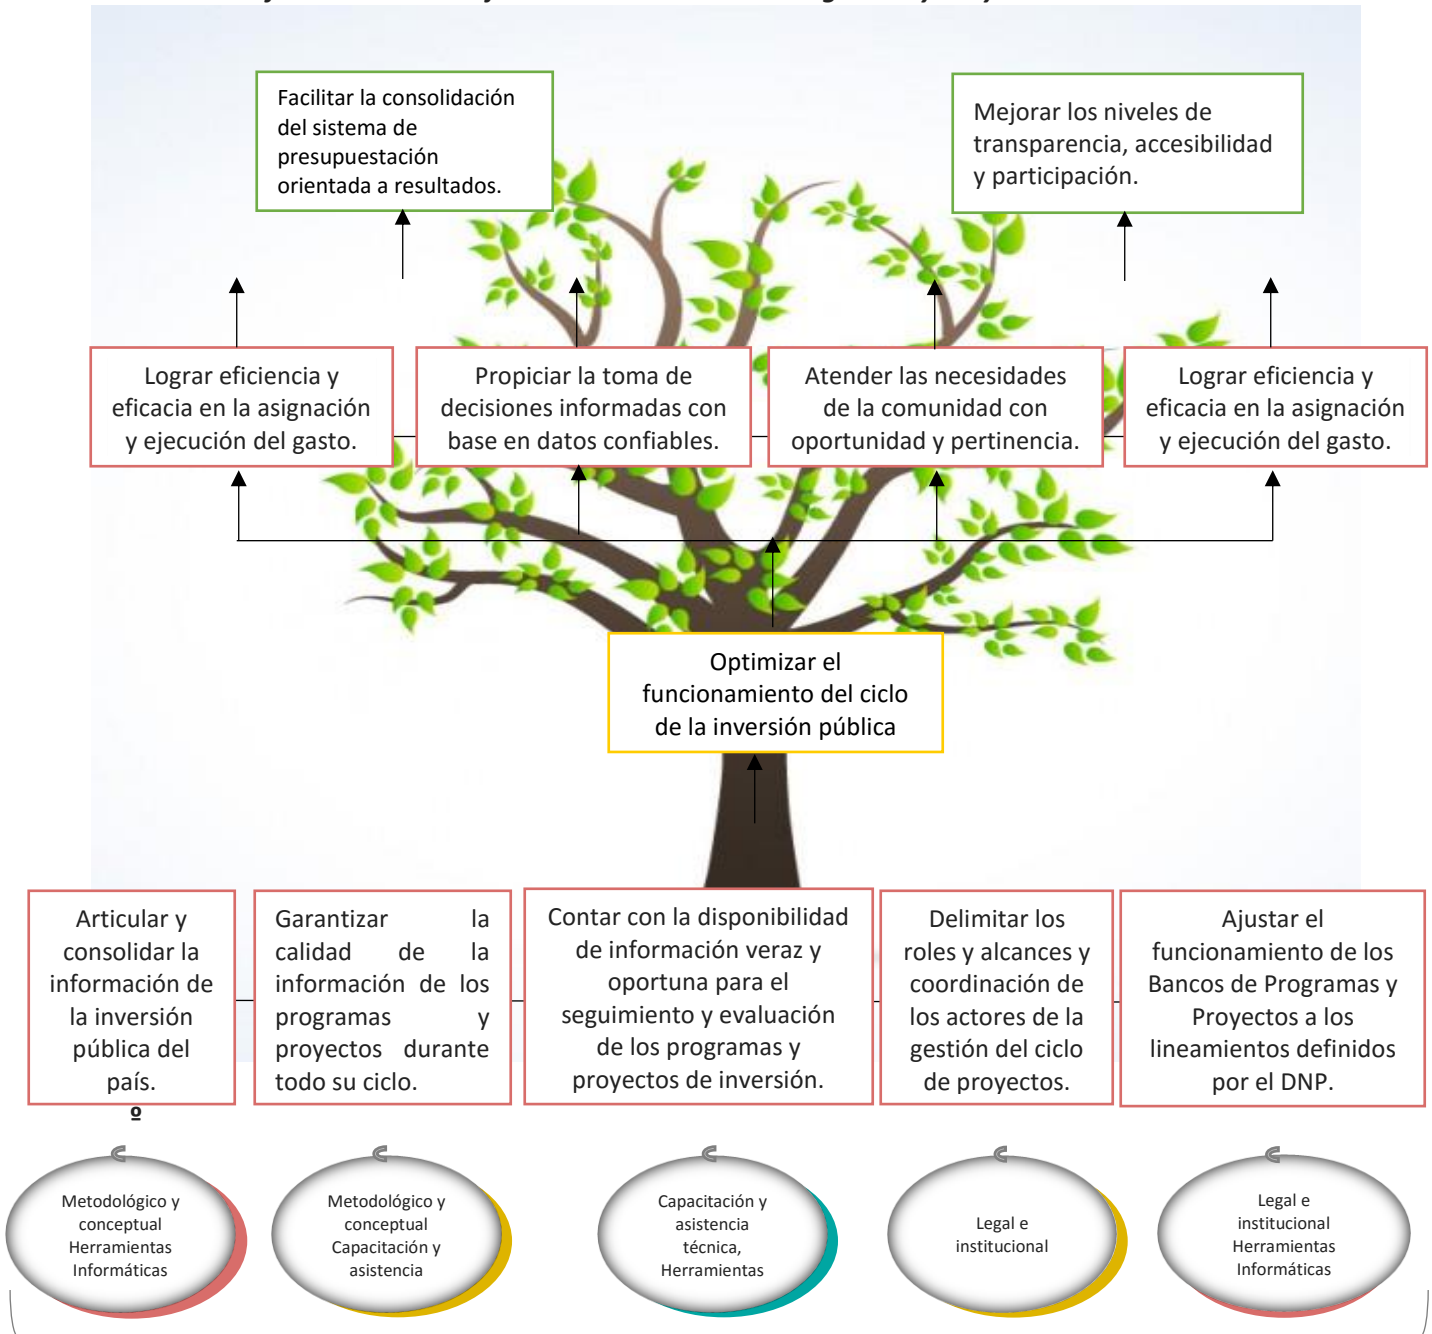 Facilitar la consolidación
del sistema de
presupuestación
orientada a resultados.
Mejorar los niveles de
transparencia, accesibilidad
y participación.
Lograr eficiencia y
eficacia en la asignación
y ejecución del gasto.
Propiciar la toma de
decisiones informadas con
base en datos confiables.
Atender las necesidades
de la comunidad con
oportunidad y pertinencia.
Lograr eficiencia y
eficacia en la asignación
y ejecución del gasto.
Optimizar el
funcionamiento del ciclo
de la inversión pública
Articular y
consolidar la
información de
la inversión
pública del
país.
º
Garantizar la
calidad de la
información de los
programas y
proyectos durante
todo su ciclo.
Contar con la disponibilidad
de información veraz y
oportuna para el
seguimiento y evaluación
de los programas y
proyectos de inversión.
Delimitar los
roles y alcances y
coordinación de
los actores de la
gestión del ciclo
de proyectos.
Ajustar el
funcionamiento de los
Bancos de Programas y
Proyectos a los
lineamientos definidos
por el DNP.
Metodológico y
conceptual
Herramientas
Informáticas
Metodológico y
conceptual
Capacitación y
asistencia
Capacitación y
asistencia
técnica,
Herramientas
Legal e
institucional
Legal e
institucional
Herramientas
Informáticas